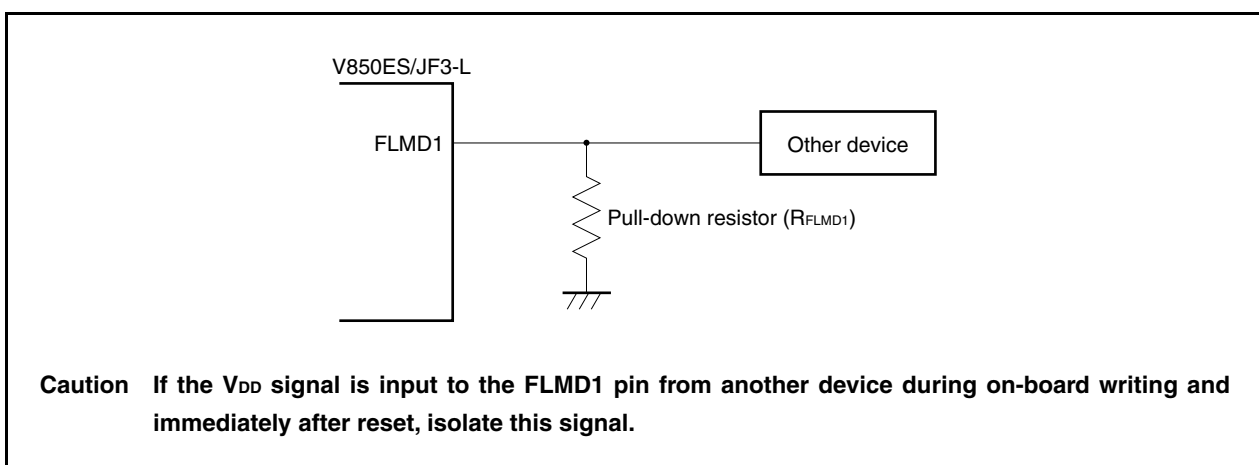 V850ES/JF3-L
FLMD1
Other device
Pull-down resistor (RFLMD1)
Caution If the VDD signal is input to the FLMD1 pin from another device during on-board writing and
immediately after reset, isolate this signal.